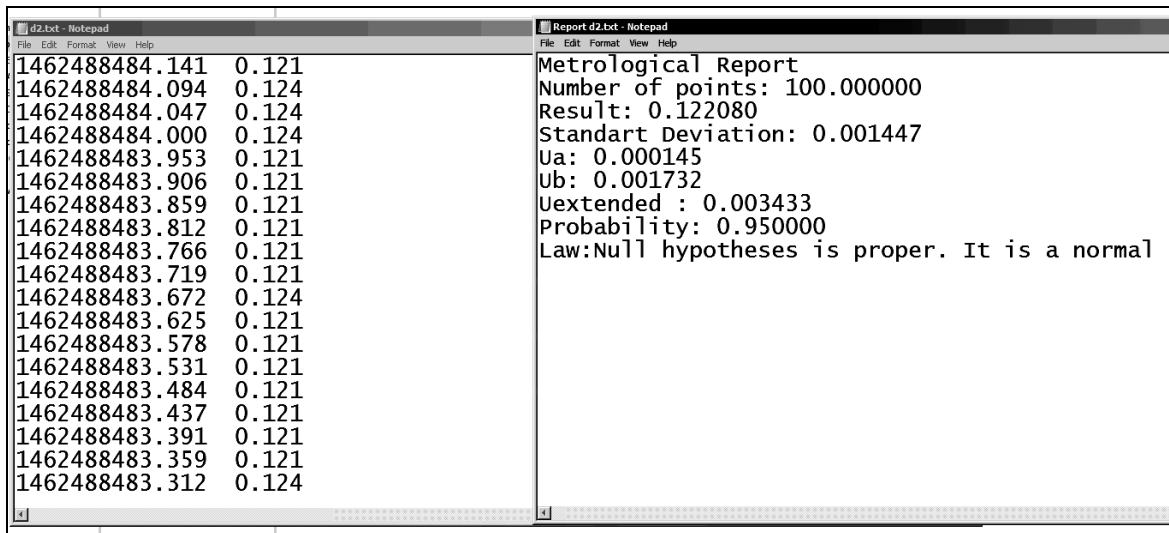 d2.txt - Notepad
File Edit Format View Help
1462488484.141 0.121
1462488484.094 0.124
1462488484.047 0.124
1462488484.000 0.124
1462488483.953 0.121
1462488483.906 0.121
1462488483.859 0.121
1462488483.812 0.121
1462488483.766 0.121
1462488483.719 0.121
1462488483.672 0.124
1462488483.625 0.121
1462488483.578 0.121
1462488483.531 0.121
1462488483.484 0.121
1462488483.437 0.121
1462488483.391 0.121
1462488483.359 0.121
1462488483.312 0.124
Report d2.txt - Notepad
File Edit Format View Help
Metrological Report
Number of points: 100.000000
Result: 0.122080
Standart Deviation: 0.001447
Ua: 0.000145
Ub: 0.001732
Uextended : 0.003433
Probability: 0.950000
Law:Null hypotheses is proper. It is a normal